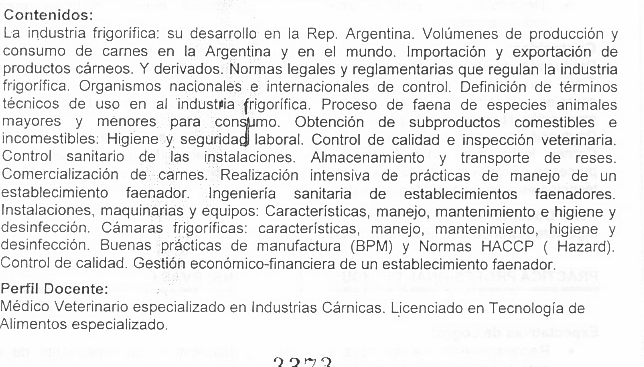 Contenidos:
La industria frigorífica: su desarrollo en la Rep. Argentina. Volúmenes de producción y
consumo de carnes en la Argentina y en el mundo. Importación y exportación de
productos cárneos. Y derivados. Normas legales y reglamentarias que regulan la industria
frigorífica. Organismos nacionales e internacionales de control. Definición de términos
técnicos de uso en al industria frigorífica. Proceso de faena de especies animales
mayores y menores para consumo. Obtención de subproductos comestibles e
incomestibles: Higiene y seguridad laboral. Control de calidad e inspección veterinaria.
Control sanitario de las instalaciones. Almacenamiento y transporte de reses.
Comercialización de carnes. Realización intensiva de prácticas de manejo de un
establecimiento faenador. Ingeniería sanitaria de establecimientos faenadores.
Instalaciones, maquinarias y equipos: Características, manejo, mantenimiento e higiene y
desinfección. Cámaras frigoríficas: características, manejo, mantenimiento, higiene y
desinfección. Buenas prácticas de manufactura (BPM) y Normas HACCP ( Hazard).
Control de calidad. Gestión económico-financiera de un establecimiento faenador.
Perfil Docente:
Médico Veterinario especializado en Industrias Cárnicas. Licenciado en Tecnología de
Alimentos especializado.
3373